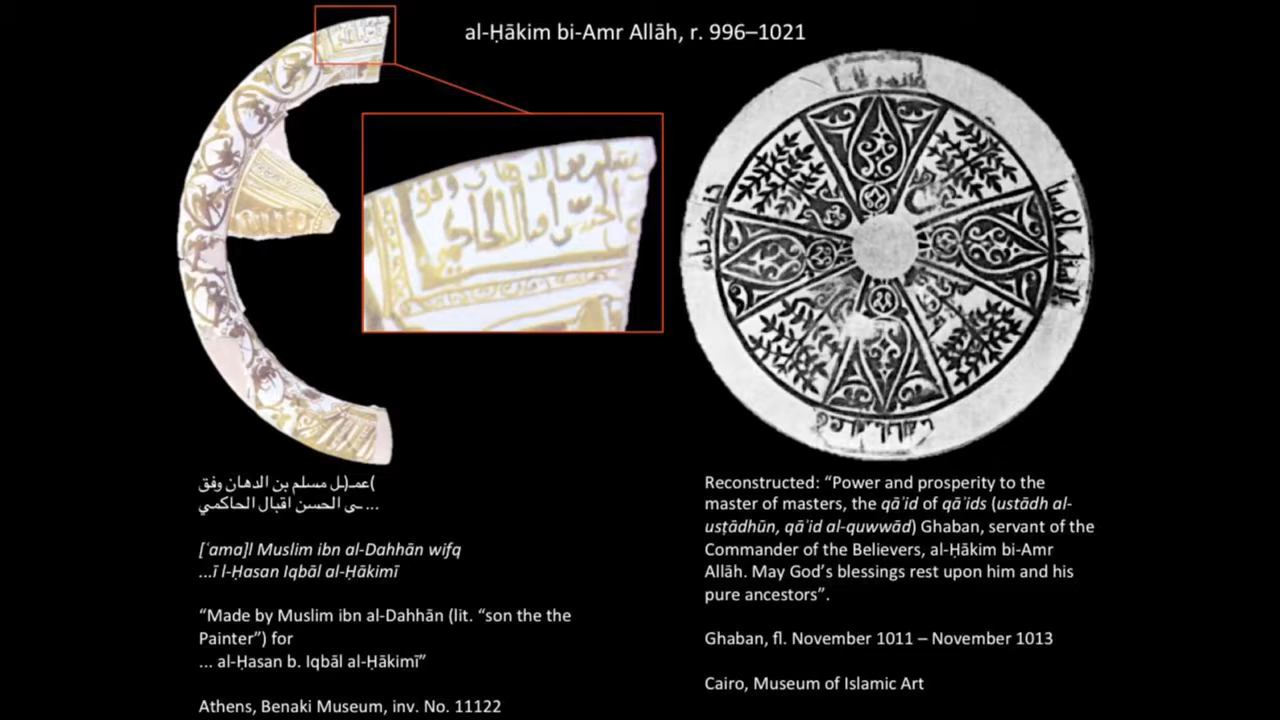 al-Ḥākim bi-Amr Allāh, r. 996–1021
)عمـ(ـل مسلم بن الدهان وفق
... ـى الحسن اقبال الحاكمي
[ʿama]l Muslim ibn al-Dahhān wifq
...ī l-Ḥasan Iqbāl al-Ḥākimī
“Made by Muslim ibn al-Dahhān (lit. “son the the
Painter”) for
... al-Ḥasan b. Iqbāl al-Ḥākimī”
Athens, Benaki Museum, inv. No. 11122
Reconstructed: “Power and prosperity to the
master of masters, the qāʾid of qāʾids (ustādh al-
usṭādhūn, qāʾid al-quwwād) Ghaban, servant of the
Commander of the Believers, al-Ḥākim bi-Amr
Allāh. May God’s blessings rest upon him and his
pure ancestors”.
Ghaban, fl. November 1011 – November 1013
Cairo, Museum of Islamic Art